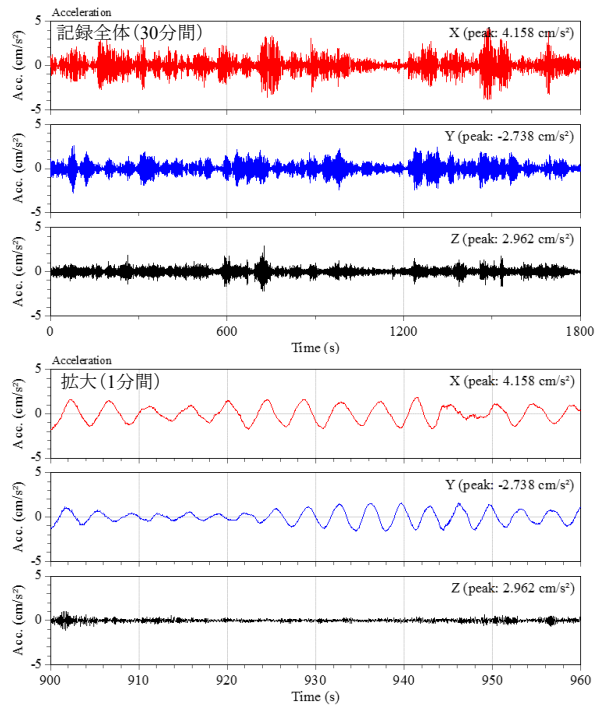 Acceleration
記録全体（30分間）
X (peak: 4.158 cm/s²)
Acc. (cm/s²)
5
0
-5
Y (peak: -2.738 cm/s²)
Acc. (cm/s²)
5
0
-5
Z (peak: 2.962 cm/s²)
Acc. (cm/s²)
5
0
-5
0 600 1200 1800
Time (s)
Acceleration
拡大（1分間）
X (peak: 4.158 cm/s²)
Acc. (cm/s²)
5
0
-5
Y (peak: -2.738 cm/s²)
Acc. (cm/s²)
5
0
-5
Z (peak: 2.962 cm/s²)
Acc. (cm/s²)
5
0
-5
900 910 920 930 940 950 960
Time (s)